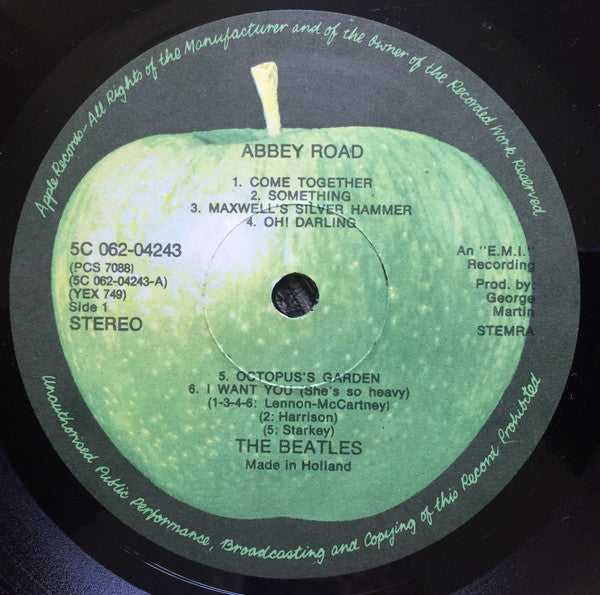 Apple Records-All Rights of the Manufacturer and of the Owner of the Recorded Work Reserved
ABBEY ROAD
1. COME TOGETHER
2. SOMETHING
3. MAXWELL'S SILVER HAMMER
4. OH! DARLING
5C 062-04243
(PCS 7088)
(5C 062-04243-A)
(YEX 749)
Side 1
STEREO
An "E.M.I."
Recording
Prod. by:
George
Martin
STEMRA
5. OCTOPUS'S GARDEN
6. I WANT YOU (She's so heavy)
(1-3-4-6: Lennon-McCartney)
(2: Harrison)
(5: Starkey)
THE BEATLES
Made in Holland
Unauthorised Public Performance, Broadcasting and Copying of this Record Prohibited